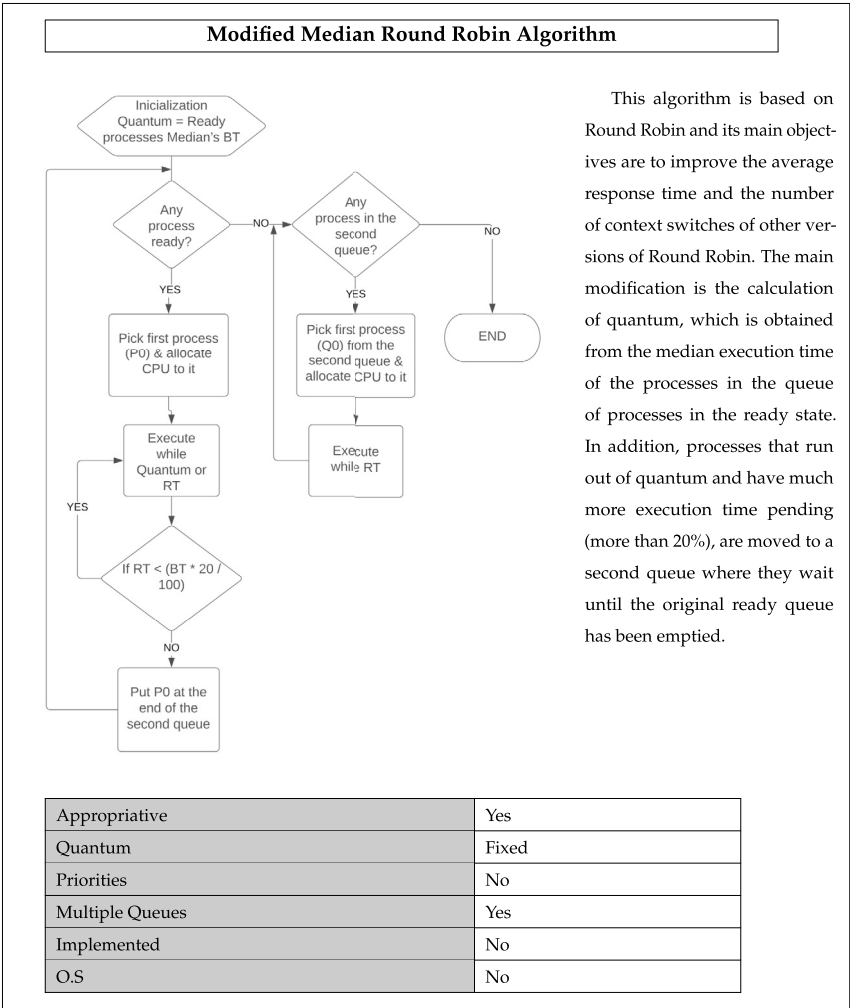 Modified Median Round Robin Algorithm
Inicialization
Quantum = Ready
processes Median's BT
Any
process
ready?
NO
Any
process in the
second
queue?
NO
YES
YES
Pick first process
(P0) & allocate
CPU to it
Pick first process
(Q0) from the
second queue &
allocate CPU to it
END
Execute
while
Quantum or
RT
Execute
while RT
YES
If RT < (BT * 20 /
100)
NO
Put P0 at the
end of the
second queue
This algorithm is based on
Round Robin and its main object-
ives are to improve the average
response time and the number
of context switches of other ver-
sions of Round Robin. The main
modification is the calculation
of quantum, which is obtained
from the median execution time
of the processes in the queue
of processes in the ready state.
In addition, processes that run
out of quantum and have much
more execution time pending
(more than 20%), are moved to a
second queue where they wait
until the original ready queue
has been emptied.
Appropriative Yes
Quantum Fixed
Priorities No
Multiple Queues Yes
Implemented No
O.S No